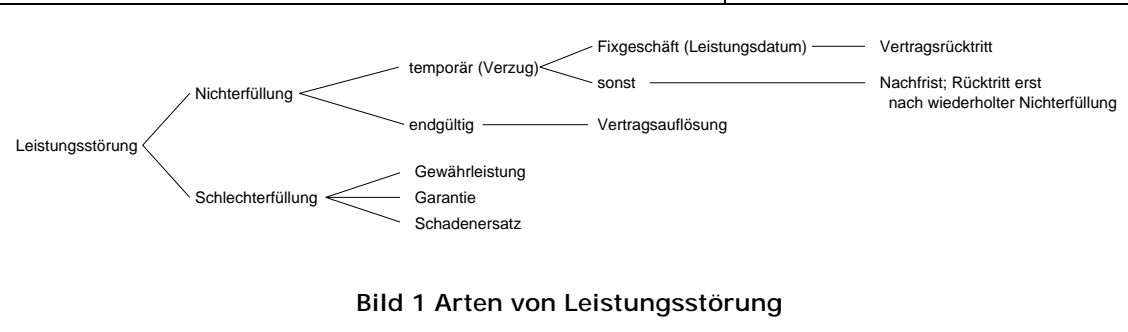 Fixgeschäft (Leistungsdatum) Vertragsrücktritt
temporär (Verzug)
sonst Nachfrist; Rücktritt erst
nach wiederholter Nichterfüllung
Nichterfüllung
endgültig Vertragsauflösung
Leistungsstörung
Gewährleistung
Schlechterfüllung Garantie
Schadenersatz
Bild 1 Arten von Leistungsstörung